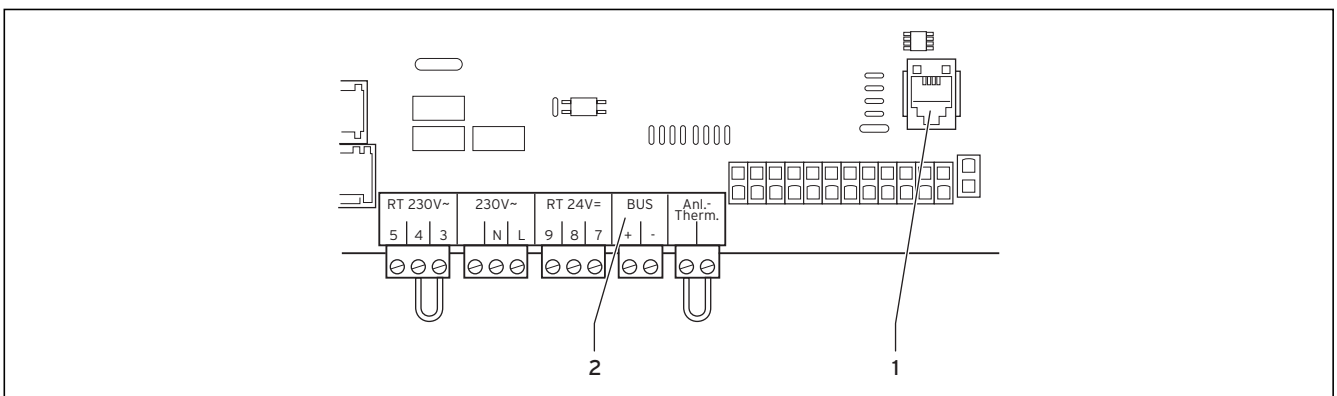 RT 230V~ 230V~ RT 24V= BUS Anl.-
Therm.
5 4 3 N L 9 8 7 + -
2 1